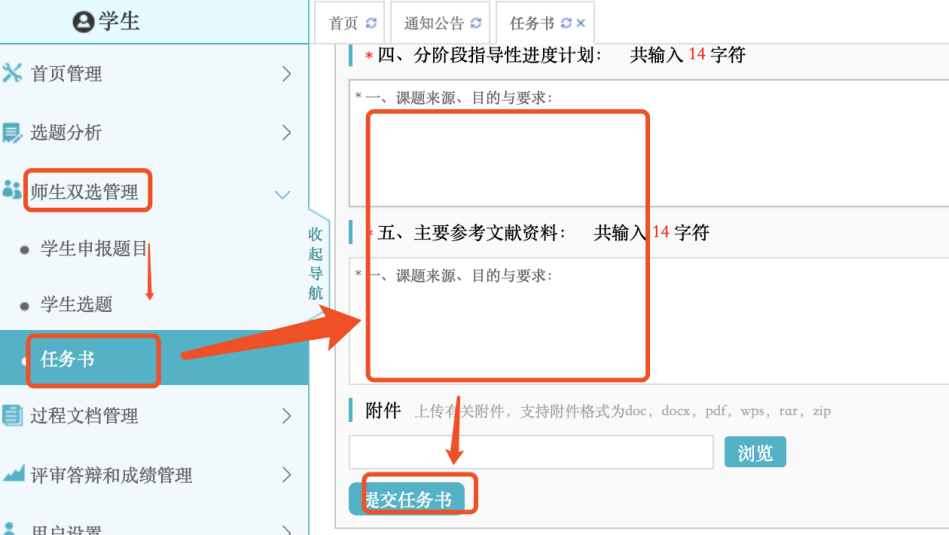 学生
首页
通知公告
任务书
首页管理
选题分析
师生双选管理
学生申报题目
学生选题
任务书
过程文档管理
评审答辩和成绩管理
用户设置
收起导航
*四、分阶段指导性进度计划： 共输入 14 字符
*一、课题来源、目的与要求：
*五、主要参考文献资料： 共输入 14 字符
*一、课题来源、目的与要求：
附件 上传有关附件，支持附件格式为doc，docx，pdf，wps，rar，zip
浏览
提交任务书